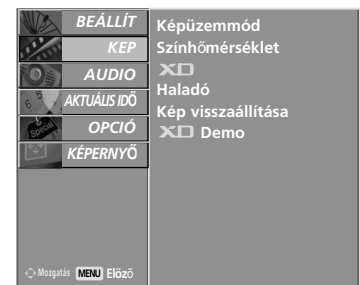 BEÁLLÍT
KEP
AUDIO
AKTUÁLIS IDŐ
OPCIÓ
KÉPERNYŐ
Képüzemmód
Színhőmérséklet
XD
Haladó
Kép visszaállítása
XD Demo
Mozgatás MENU Előző